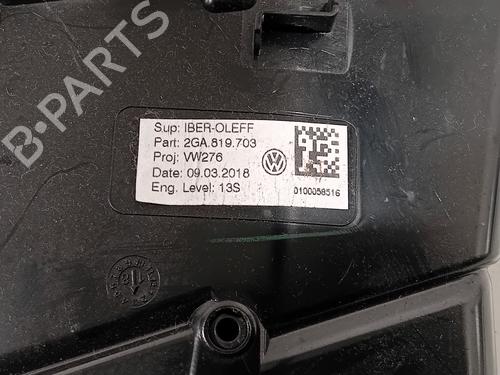 Sup: IBER-OLEFF
Part: 2GA.819.703
Proj: VW276
Date: 09.03.2018
Eng. Level: 13S
0100058516
B-PARTS